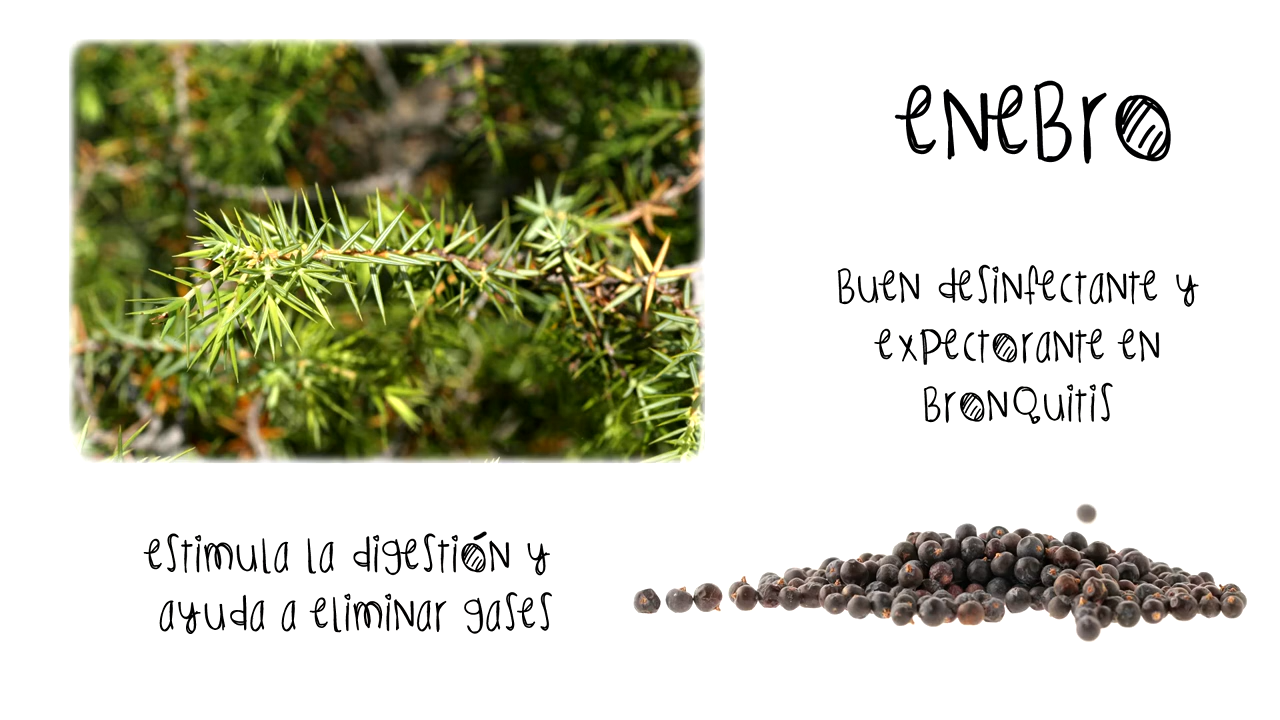 eNeBrO
Buen desinfectante y
expectOrante en
BrONQuitis
estimula la digestiÓN y
ayuda a eliminar gases